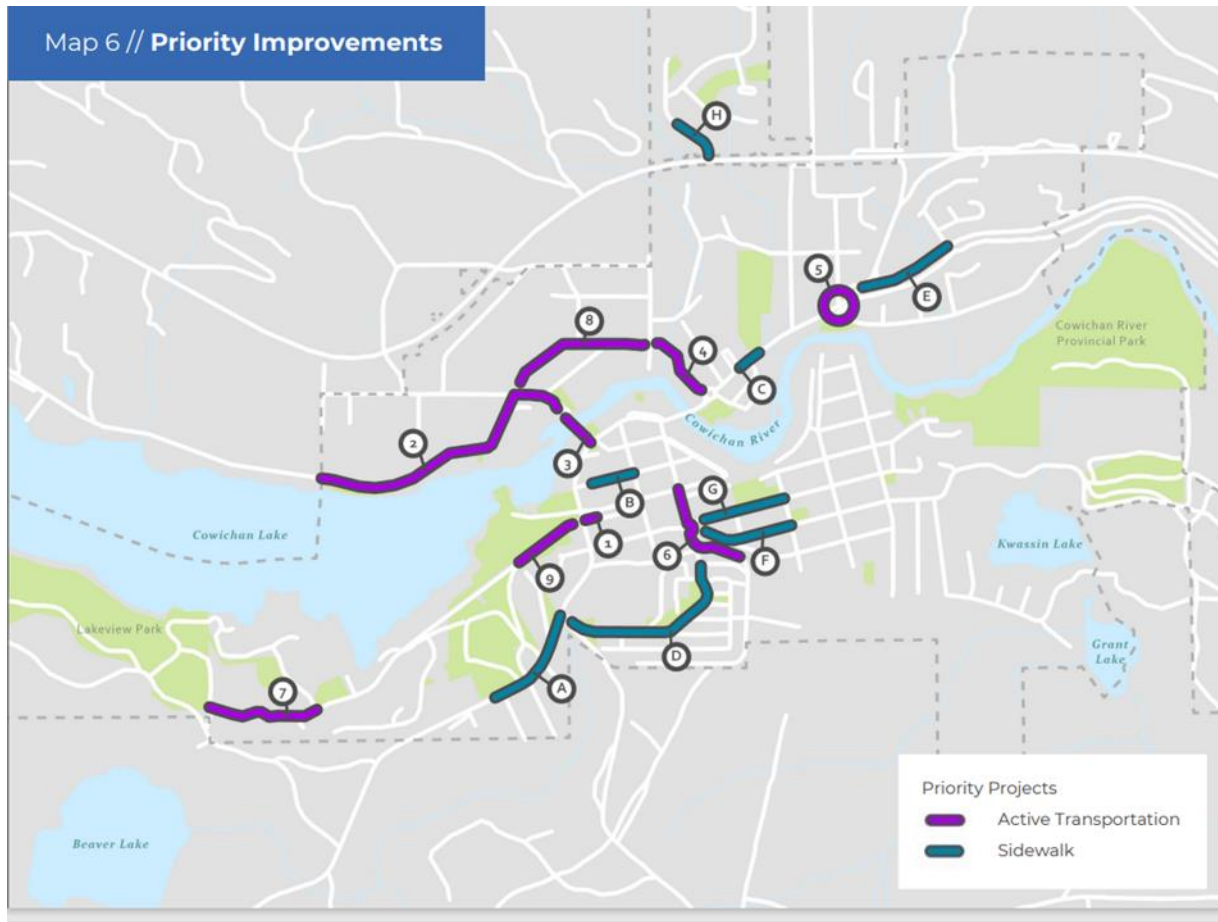 Map 6 // Priority Improvements
H
5
E
8
4
Cowichan River
Provincial Park
C
Cowichan River
2
3
B
G
Cowichan Lake
1
Kwassin Lake
6
F
9
Lakeview Park
Grant
Lake
D
A
7
Priority Projects
Active Transportation
Sidewalk
Beaver Lake